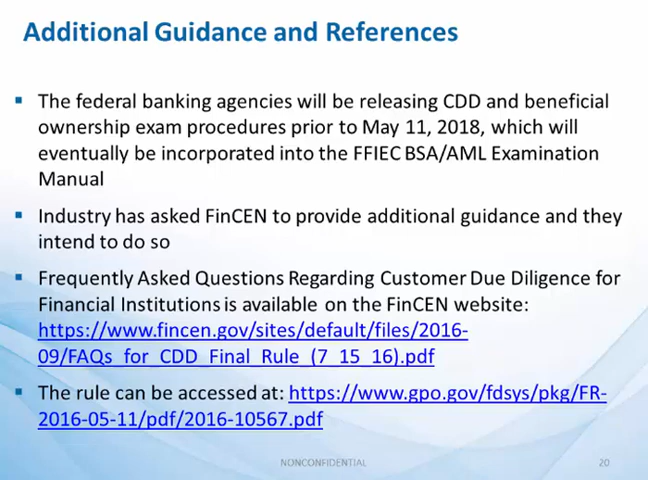 Additional Guidance and References
▪ The federal banking agencies will be releasing CDD and beneficial
ownership exam procedures prior to May 11, 2018, which will
eventually be incorporated into the FFIEC BSA/AML Examination
Manual
▪ Industry has asked FinCEN to provide additional guidance and they
intend to do so
▪ Frequently Asked Questions Regarding Customer Due Diligence for
Financial Institutions is available on the FinCEN website:
https://www.fincen.gov/sites/default/files/2016-
09/FAQs_for_CDD_Final_Rule_(7_15_16).pdf
▪ The rule can be accessed at: https://www.gpo.gov/fdsys/pkg/FR-
2016-05-11/pdf/2016-10567.pdf
NONCONFIDENTIAL
20